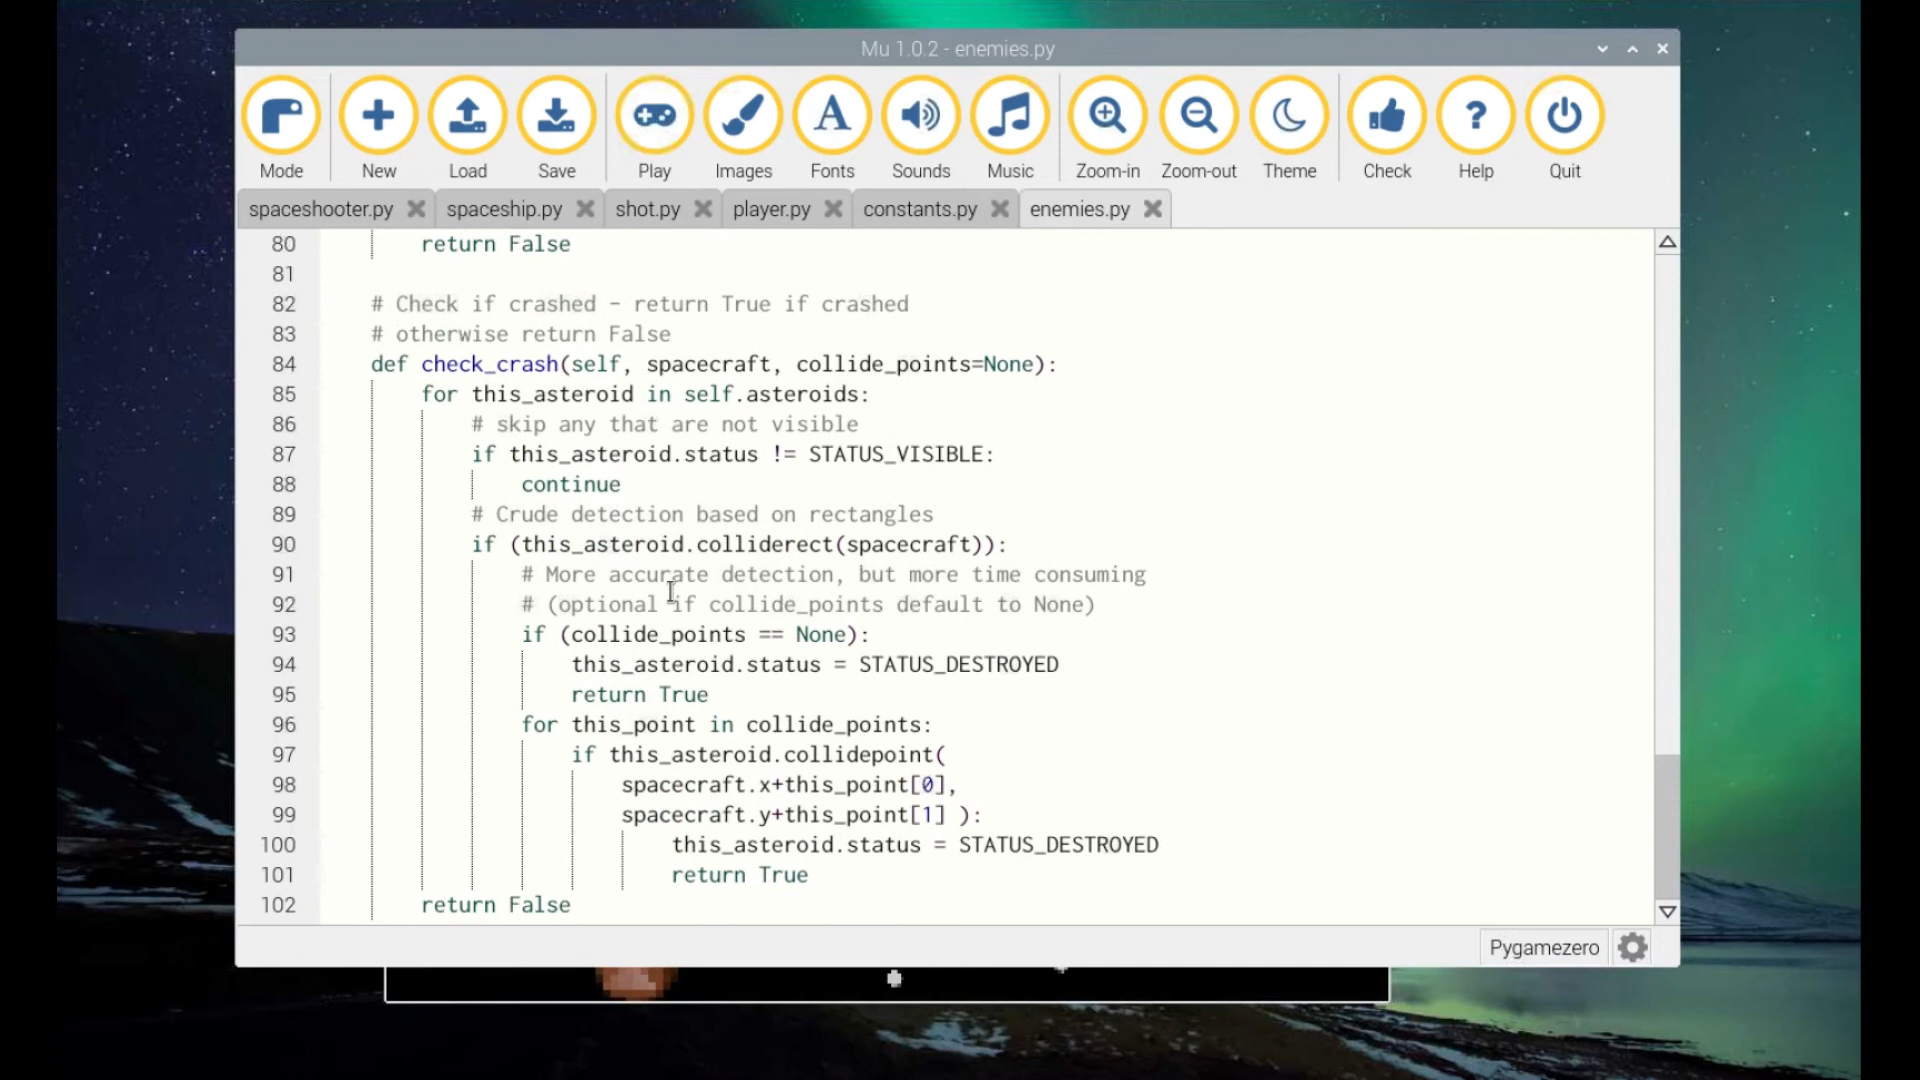 Mu 1.0.2 - enemies.py
Mode New Load Save Play Images Fonts Sounds Music Zoom-in Zoom-out Theme Check Help Quit
spaceshooter.py spaceship.py shot.py player.py constants.py enemies.py
80 return False
81
82 # Check if crashed - return True if crashed
83 # otherwise return False
84 def check_crash(self, spacecraft, collide_points=None):
85 for this_asteroid in self.asteroids:
86 # skip any that are not visible
87 if this_asteroid.status != STATUS_VISIBLE:
88 continue
89 # Crude detection based on rectangles
90 if (this_asteroid.colliderect(spacecraft)):
91 # More accurate detection, but more time consuming
92 # (optional if collide_points default to None)
93 if (collide_points == None):
94 this_asteroid.status = STATUS_DESTROYED
95 return True
96 for this_point in collide_points:
97 if this_asteroid.collidepoint(
98 spacecraft.x+this_point[0],
99 spacecraft.y+this_point[1] ):
100 this_asteroid.status = STATUS_DESTROYED
101 return True
102 return False
Pygamezero